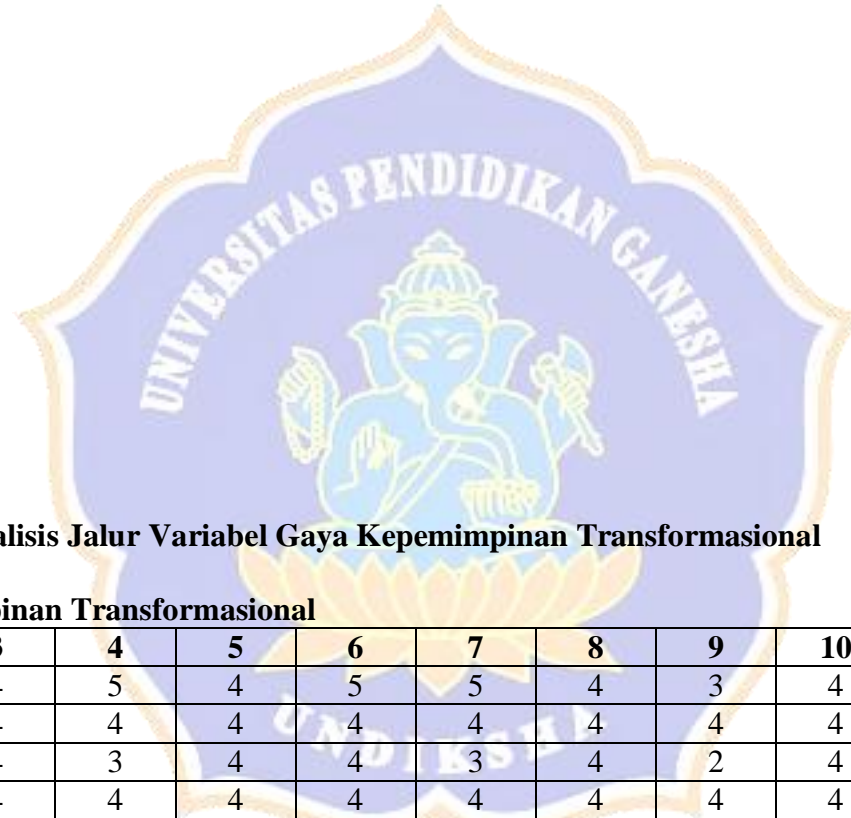 UNIVERSITAS PENDIDIKAN GANESHA
alisis Jalur Variabel Gaya Kepemimpinan Transformasional
pinan Transformasional
4 5 6 7 8 9 10
5 4 5 5 4 3 4
4 4 4 4 4 4 4
3 4 4 3 4 2 4
4 4 4 4 4 4 4
UNDIKSHA